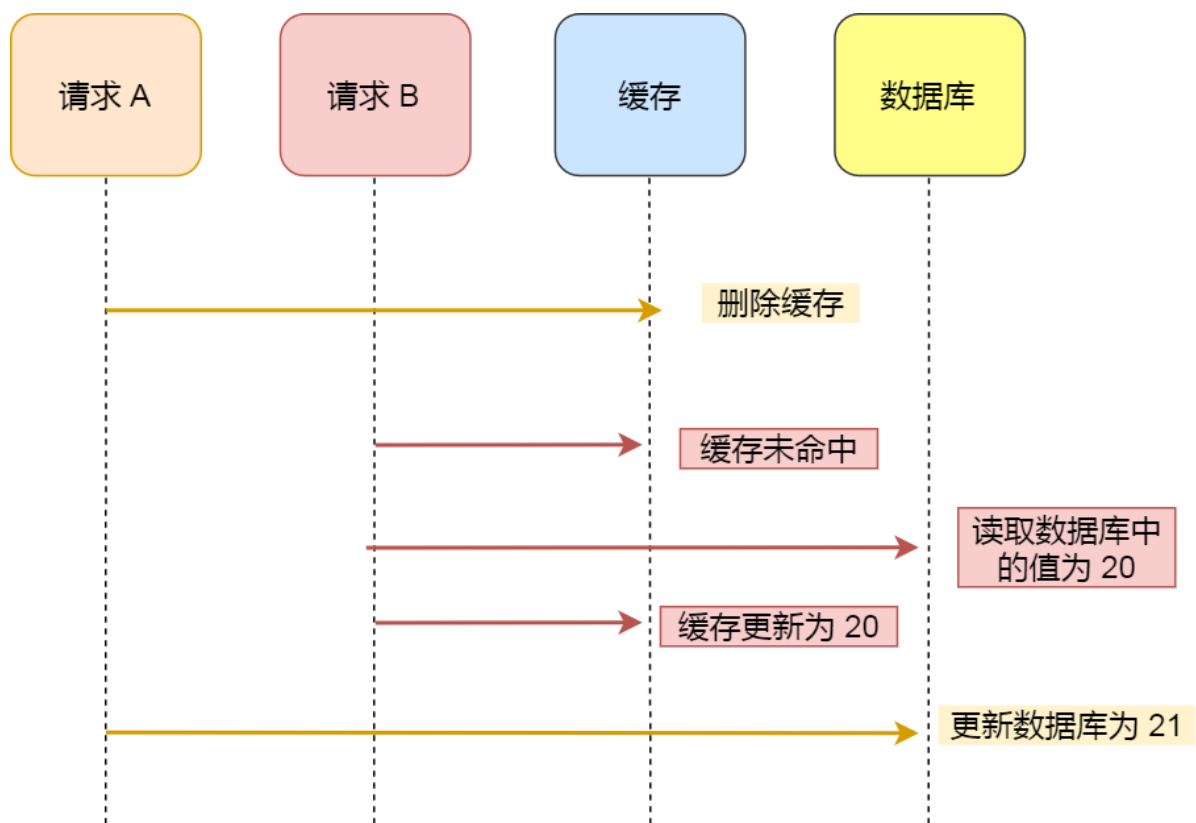 请求 A
请求 B
缓存
数据库
删除缓存
缓存未命中
读取数据库中
的值为 20
缓存更新为 20
更新数据库为 21